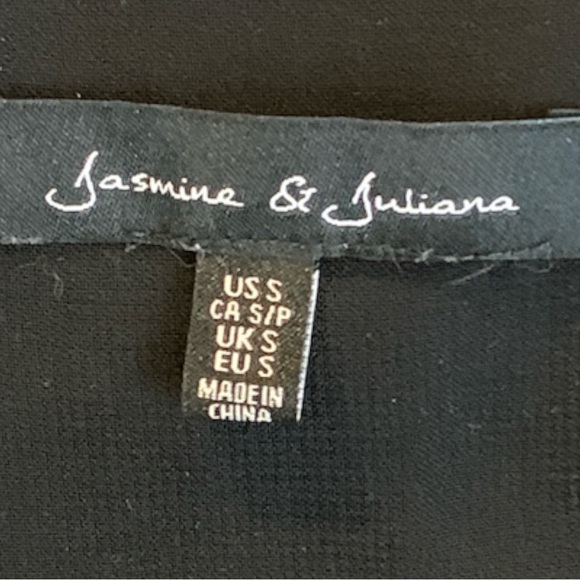 Jasmine & Juliana
US S
CA S/P
UK S
EU S
MADE IN
CHINA